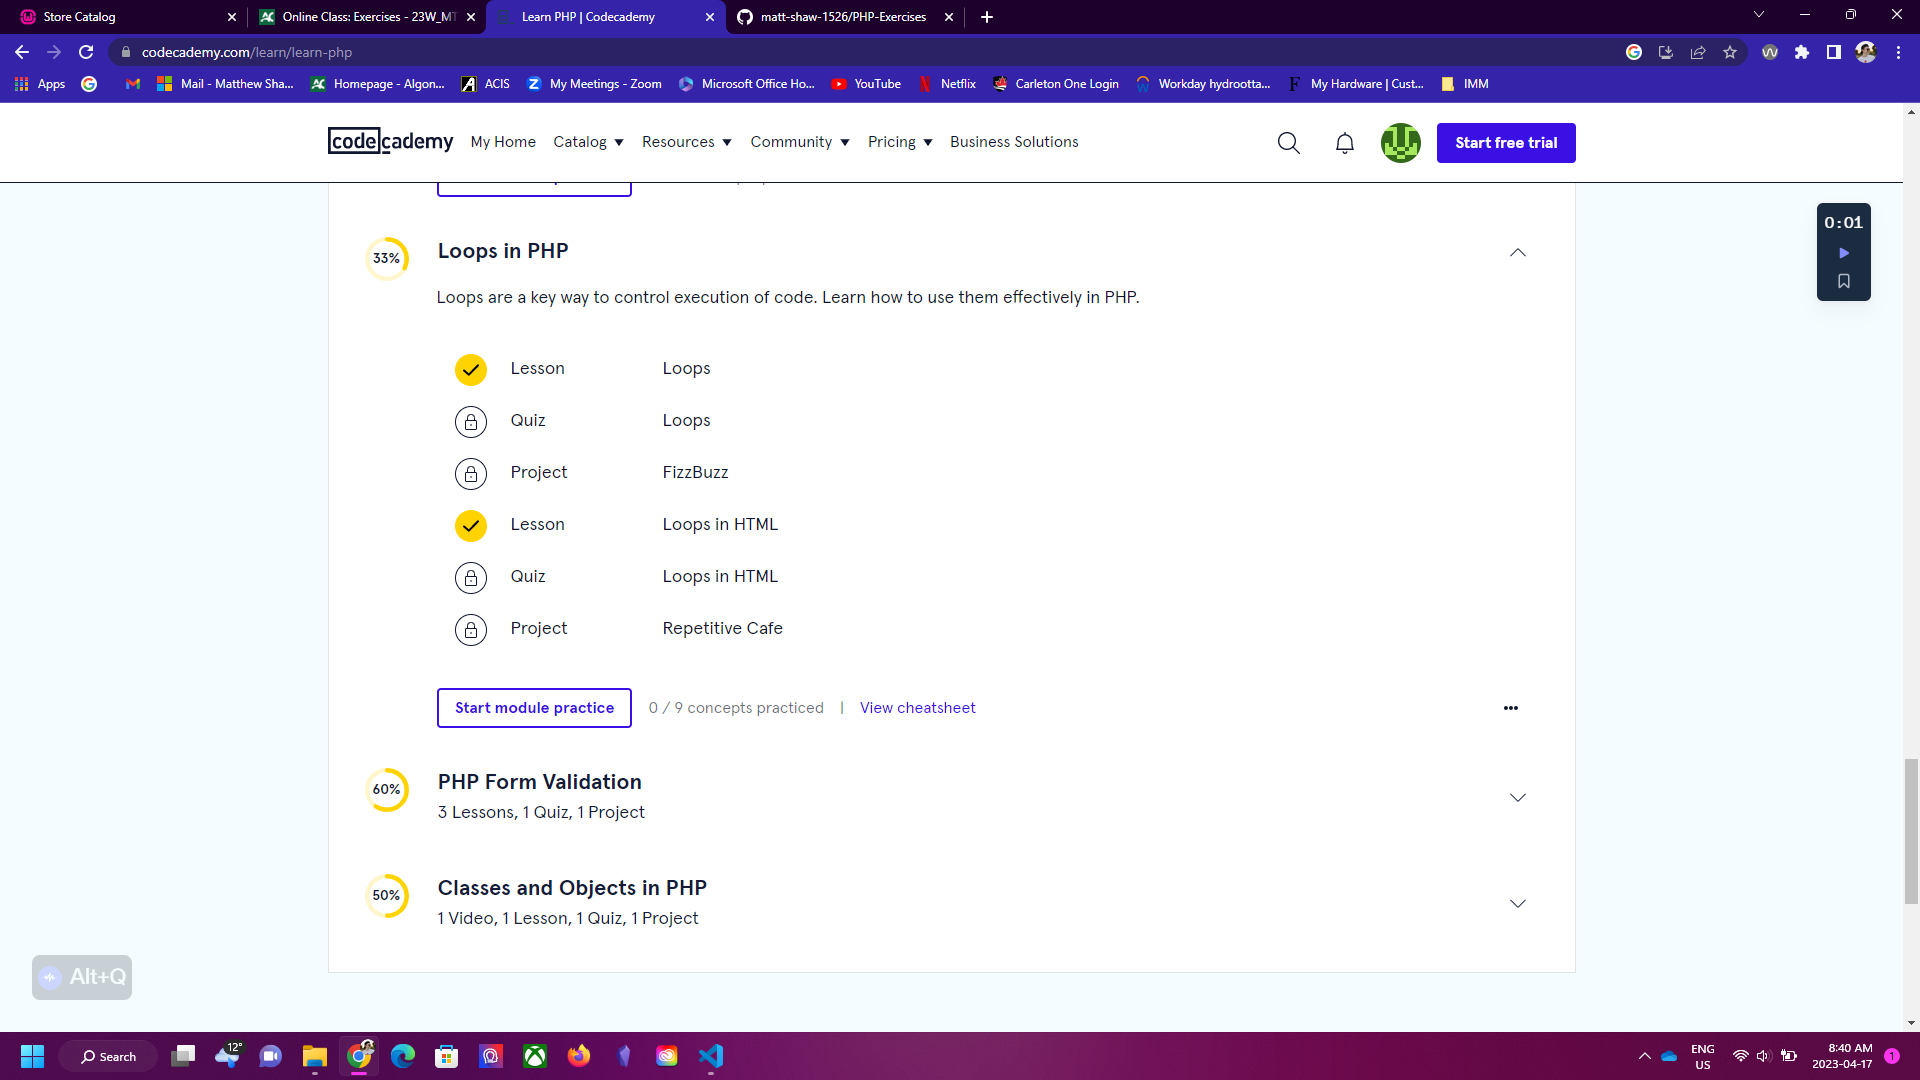 Store Catalog
Online Class: Exercises - 23W_MT
Learn PHP | Codecademy
matt-shaw-1526/PHP-Exercises
codecademy.com/learn/learn-php
Apps
Mail - Matthew Sha...
Homepage - Algon...
ACIS
My Meetings - Zoom
Microsoft Office Ho...
YouTube
Netflix
Carleton One Login
Workday hydrootta...
My Hardware | Cust...
IMM
codecademy
My Home
Catalog
Resources
Community
Pricing
Business Solutions
Start free trial
0:01
33%
Loops in PHP
Loops are a key way to control execution of code. Learn how to use them effectively in PHP.
Lesson Loops
Quiz Loops
Project FizzBuzz
Lesson Loops in HTML
Quiz Loops in HTML
Project Repetitive Cafe
Start module practice 0 / 9 concepts practiced | View cheatsheet
60%
PHP Form Validation
3 Lessons, 1 Quiz, 1 Project
50%
Classes and Objects in PHP
1 Video, 1 Lesson, 1 Quiz, 1 Project
Alt+Q
Search
12°
ENG
US
8:40 AM
2023-04-17
1